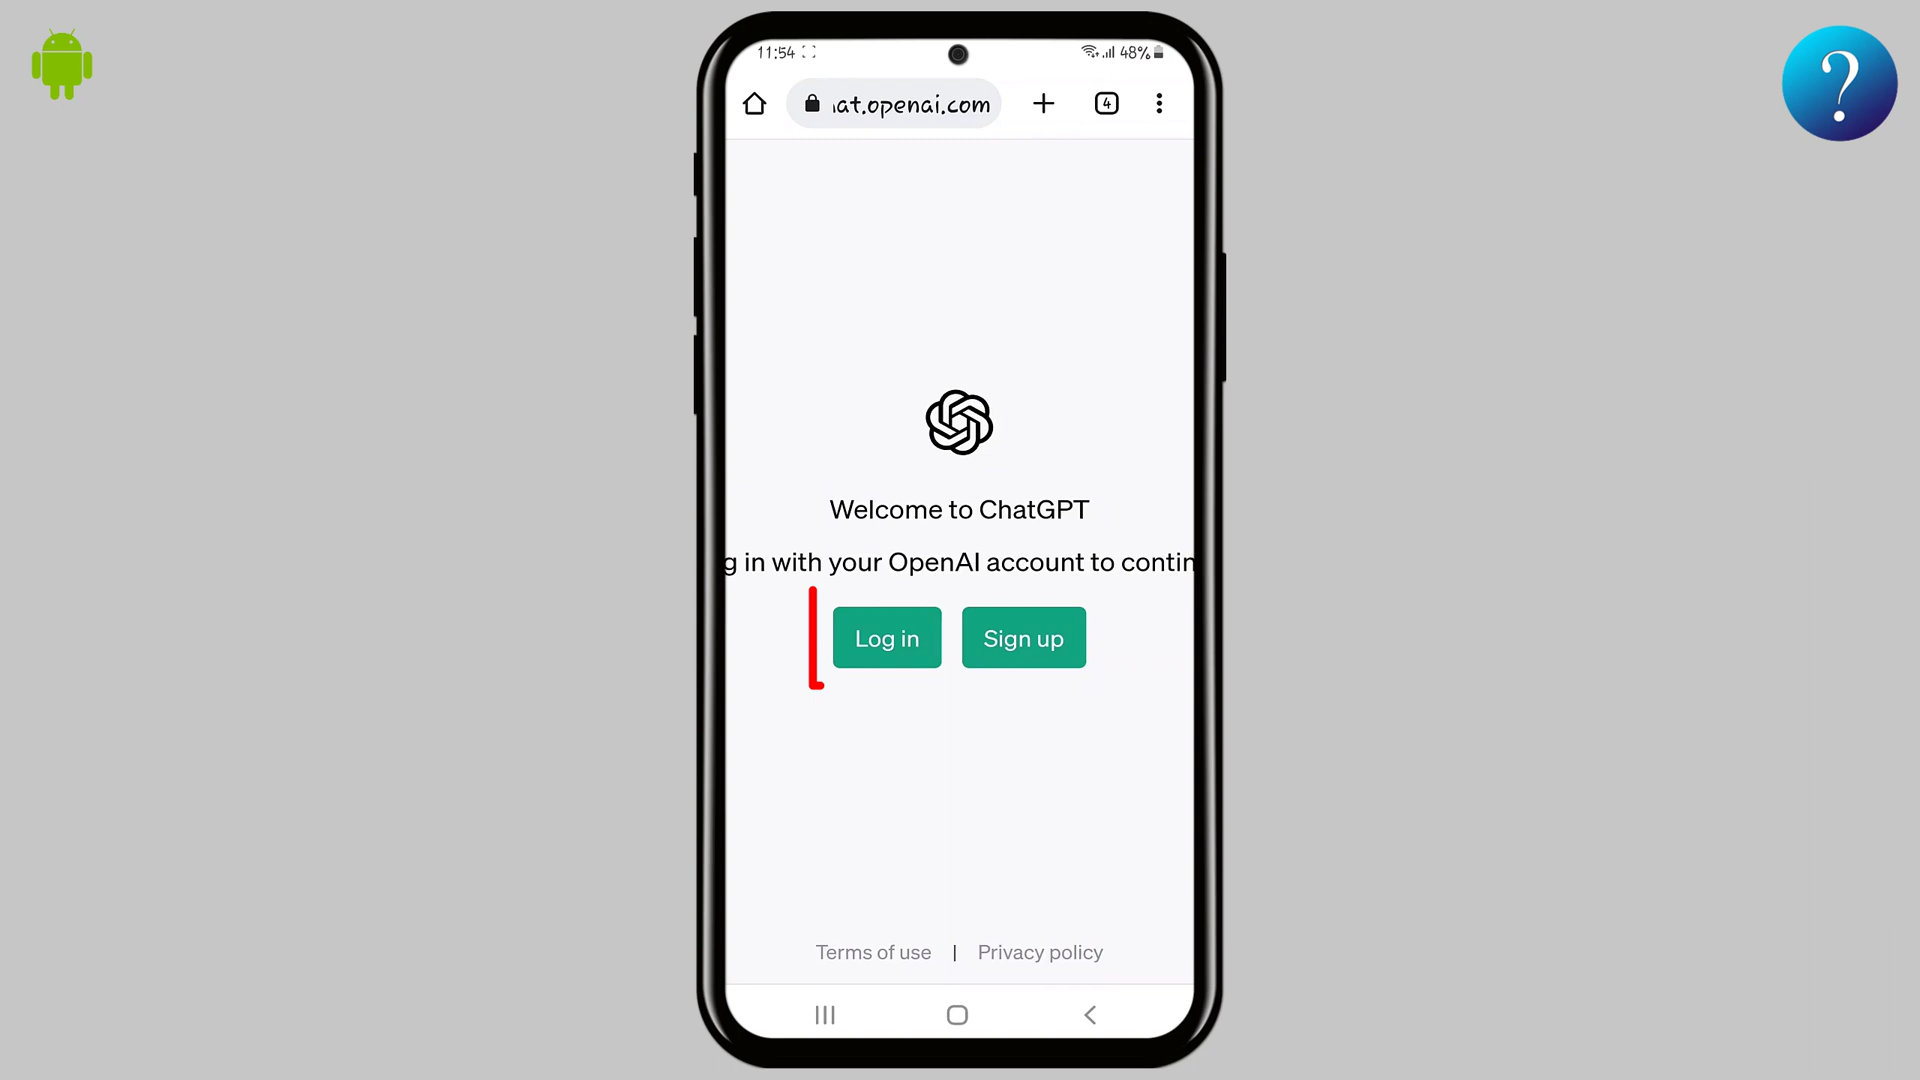 11:54 48%
at.openai.com 4
?
Welcome to ChatGPT
g in with your OpenAI account to contin
Log in Sign up
Terms of use | Privacy policy